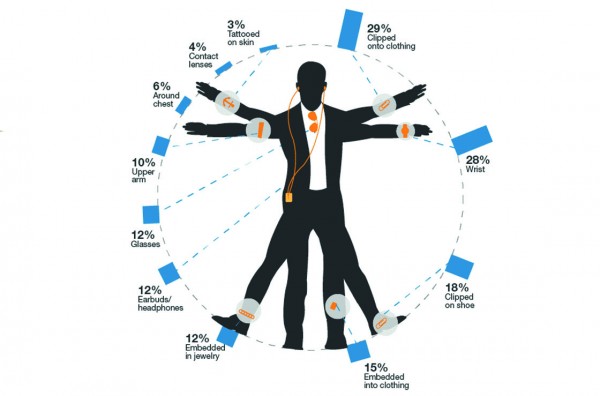 3%
Tattooed
on skin
29%
Clipped
onto clothing
4%
Contact
lenses
6%
Around
chest
10%
Upper
arm
28%
Wrist
12%
Glasses
12%
Earbuds/
headphones
18%
Clipped
on shoe
12%
Embedded
in jewelry
15%
Embedded
into clothing